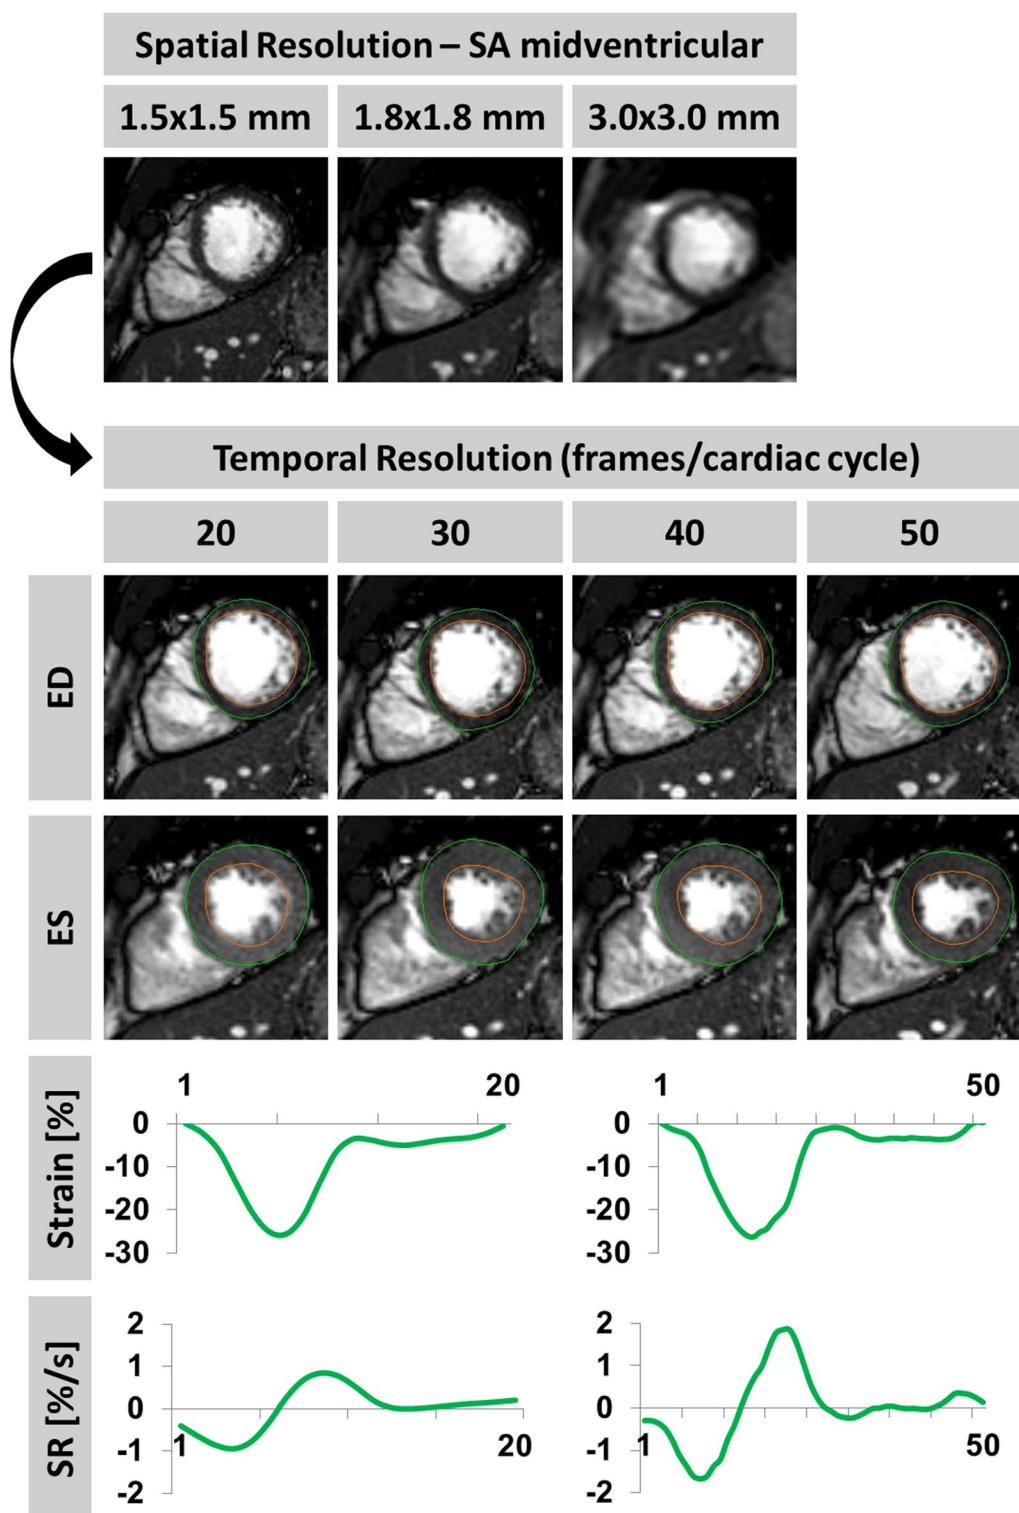 Spatial Resolution – SA midventricular
1.5x1.5 mm 1.8x1.8 mm 3.0x3.0 mm
Temporal Resolution (frames/cardiac cycle)
20 30 40 50
ED
ES
Strain [%]
1 20
0
-10
-20
-30
1 50
0
-10
-20
-30
SR [%/s]
2
1
0
-1
-2
1 20
2
1
0
-1
-2
1 50